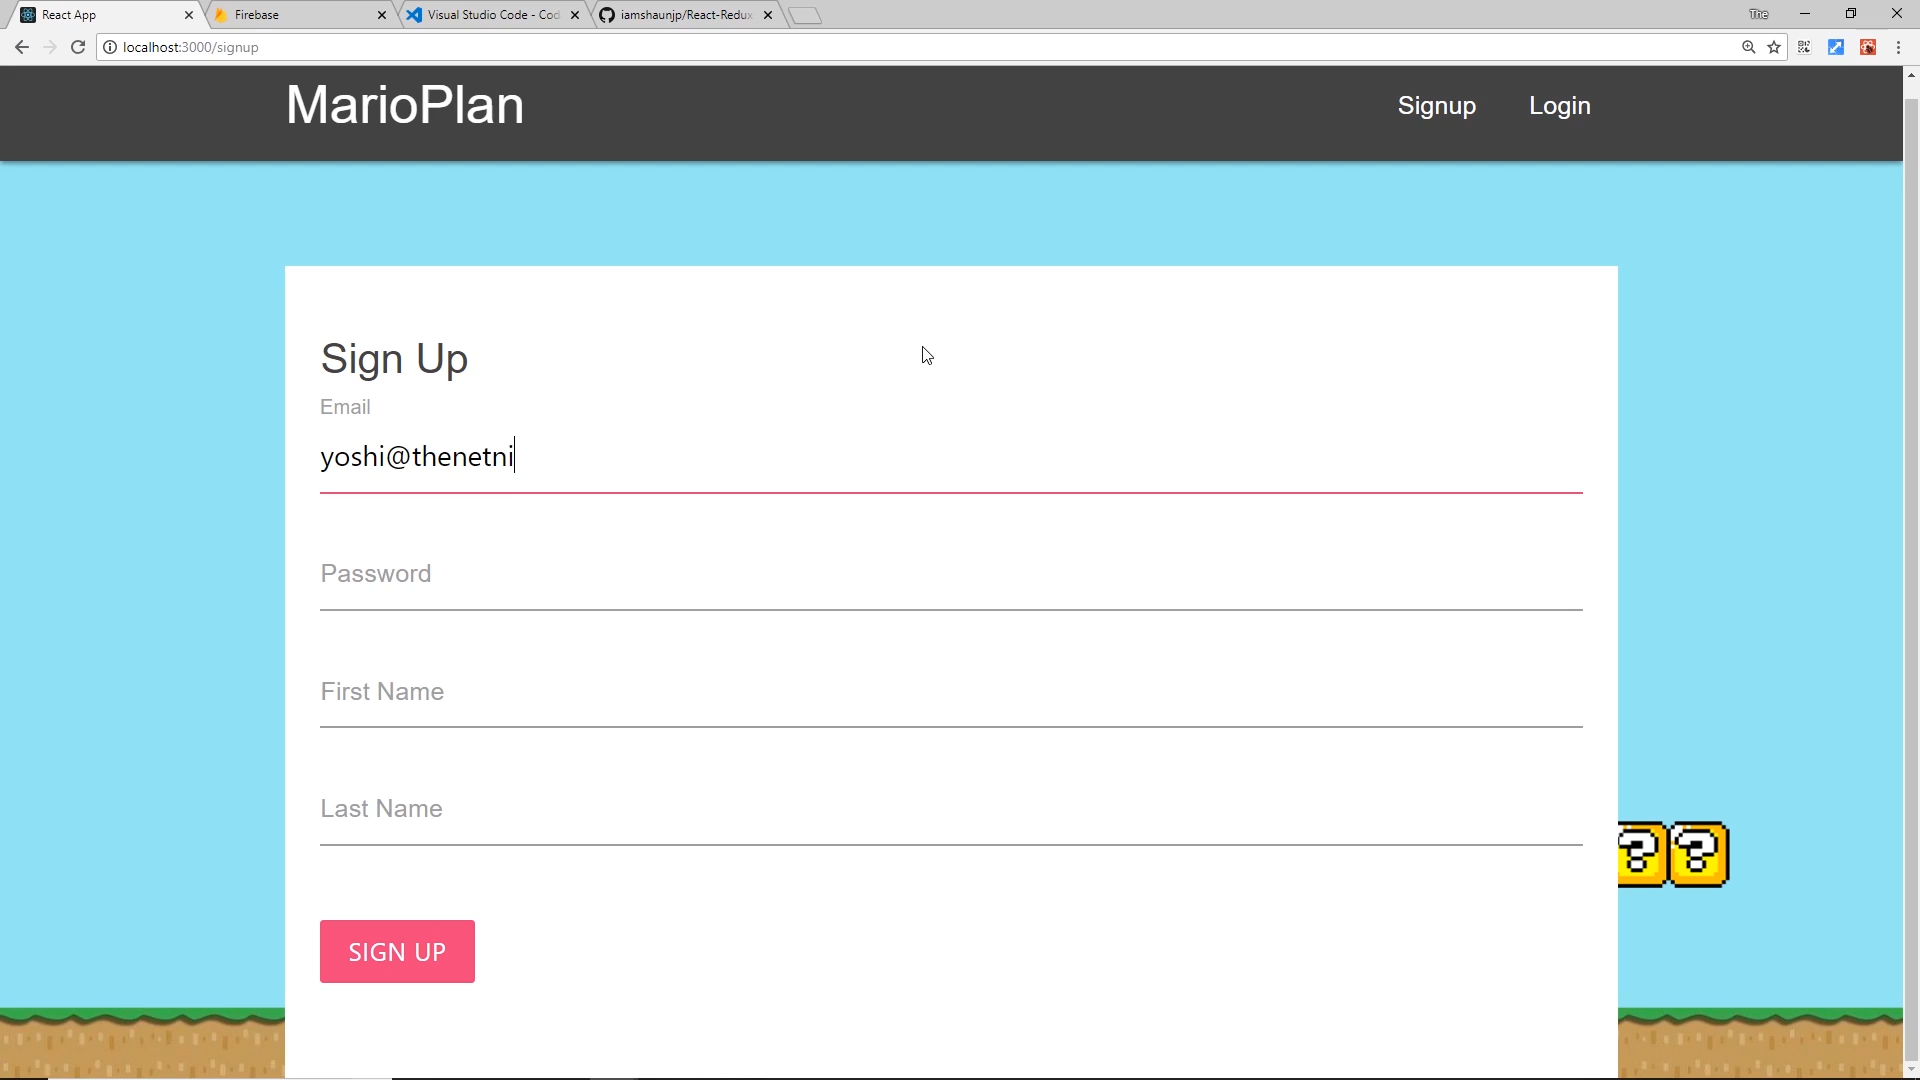 React App
Firebase
Visual Studio Code - Cod
iamshaunjp/React-Redux
The
localhost:3000/signup
MarioPlan
Signup
Login
Sign Up
Email
yoshi@thenetni
Password
First Name
Last Name
? ?
SIGN UP